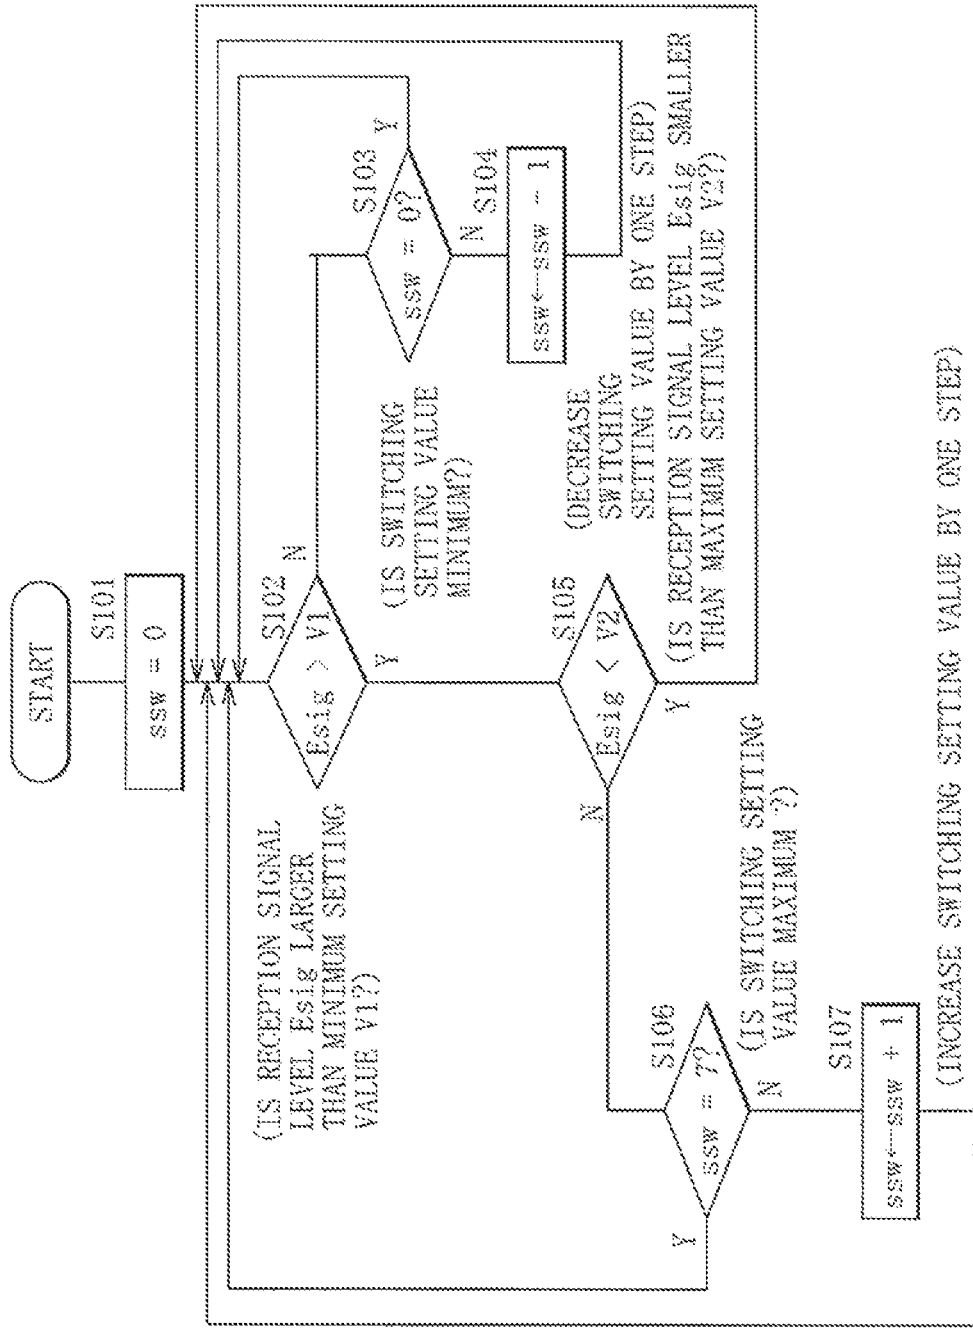 START
S101
ssw = 0
S102
Esig > V1
N
Y
(IS RECEPTION SIGNAL
LEVEL Esig LARGER
THAN MINIMUM SETTING
VALUE V1?)
S103
ssw = 0?
Y
N
(IS SWITCHING
SETTING VALUE
MINIMUM?)
S104
ssw←ssw - 1
(DECREASE
SWITCHING
SETTING VALUE BY ONE STEP)
S105
Esig < V2
N
Y
(IS RECEPTION SIGNAL LEVEL Esig SMALLER
THAN MAXIMUM SETTING VALUE V2?)
S106
ssw = 7?
Y
N
(IS SWITCHING SETTING
VALUE MAXIMUM ?)
S107
ssw←ssw + 1
(INCREASE SWITCHING SETTING VALUE BY ONE STEP)